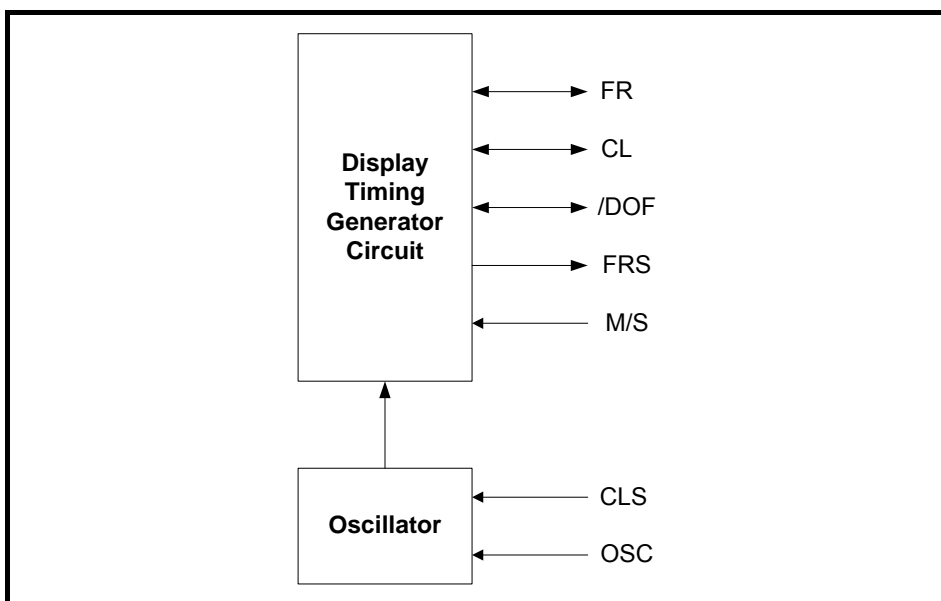 FR
CL
Display
Timing
Generator
Circuit
/DOF
FRS
M/S
CLS
Oscillator
OSC